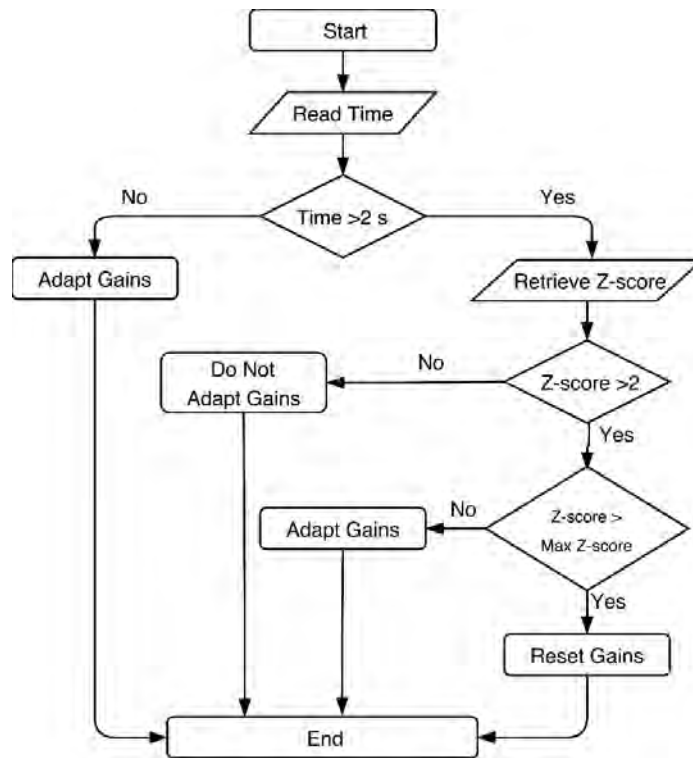 Start
Read Time
No
Time >2 s
Yes
Adapt Gains
Retrieve Z-score
Do Not
Adapt Gains
No
Z-score >2
Yes
Adapt Gains
No
Z-score >
Max Z-score
Yes
Reset Gains
End